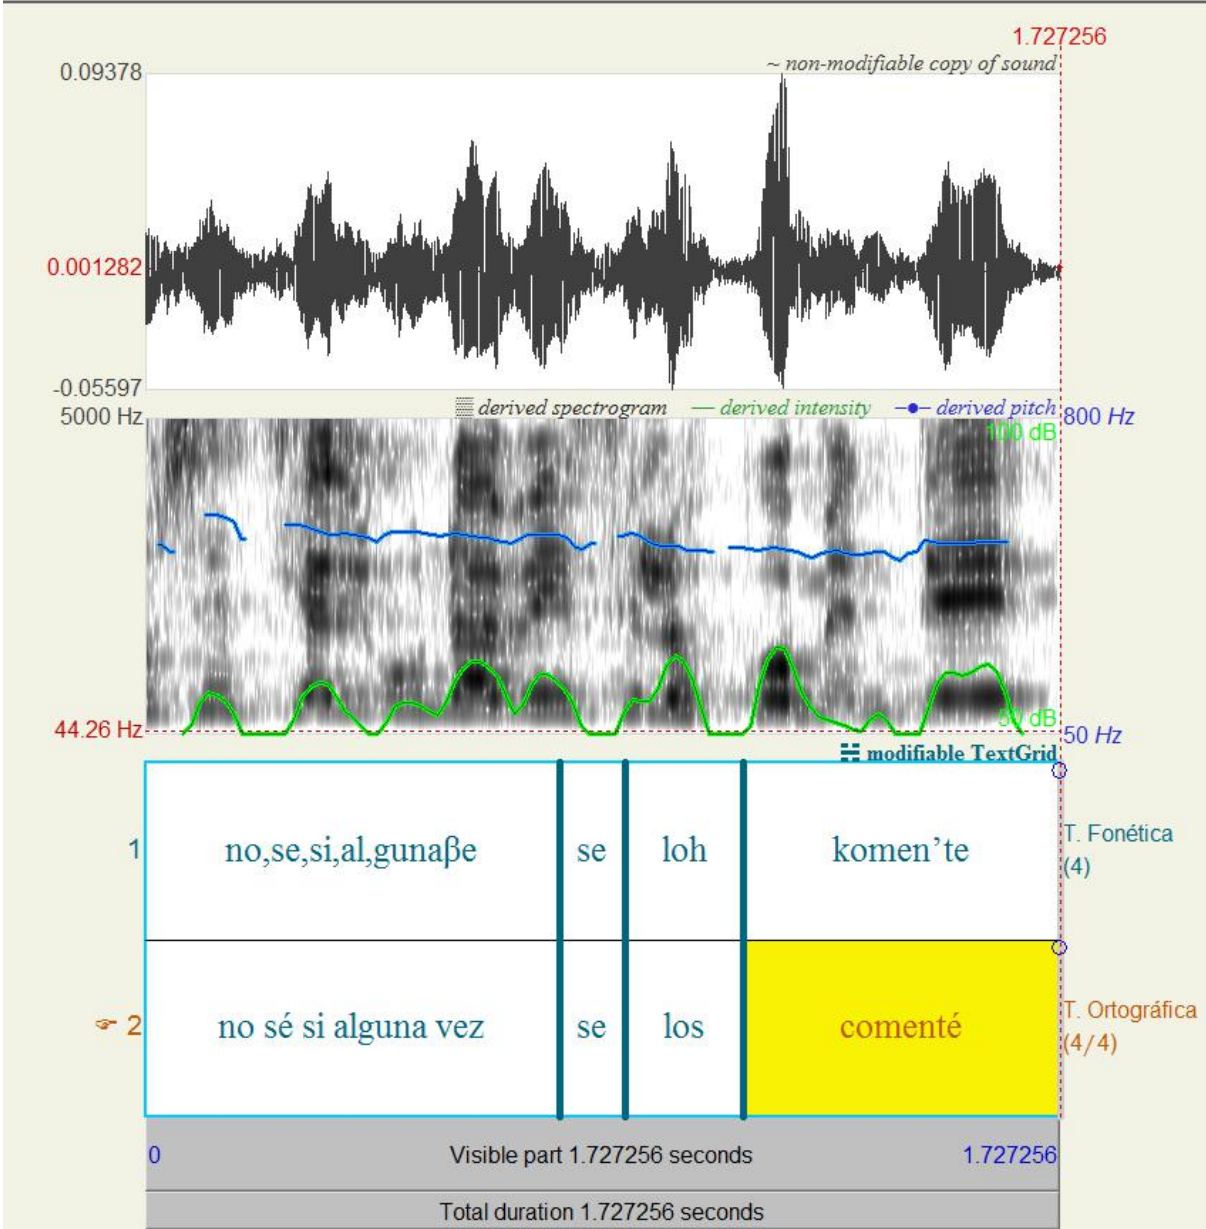 1.727256
0.09378
~ non-modifiable copy of sound
0.001282
-0.05597
5000 Hz
derived spectrogram — derived intensity derived pitch
800 Hz
100 dB
44.26 Hz
50 dB
50 Hz
modifiable TextGrid
1 no,se,si,al,gunaβe se loh komen’te T. Fonética
(4)
2 no sé si alguna vez se los comenté T. Ortográfica
(4/4)
0 Visible part 1.727256 seconds 1.727256
Total duration 1.727256 seconds